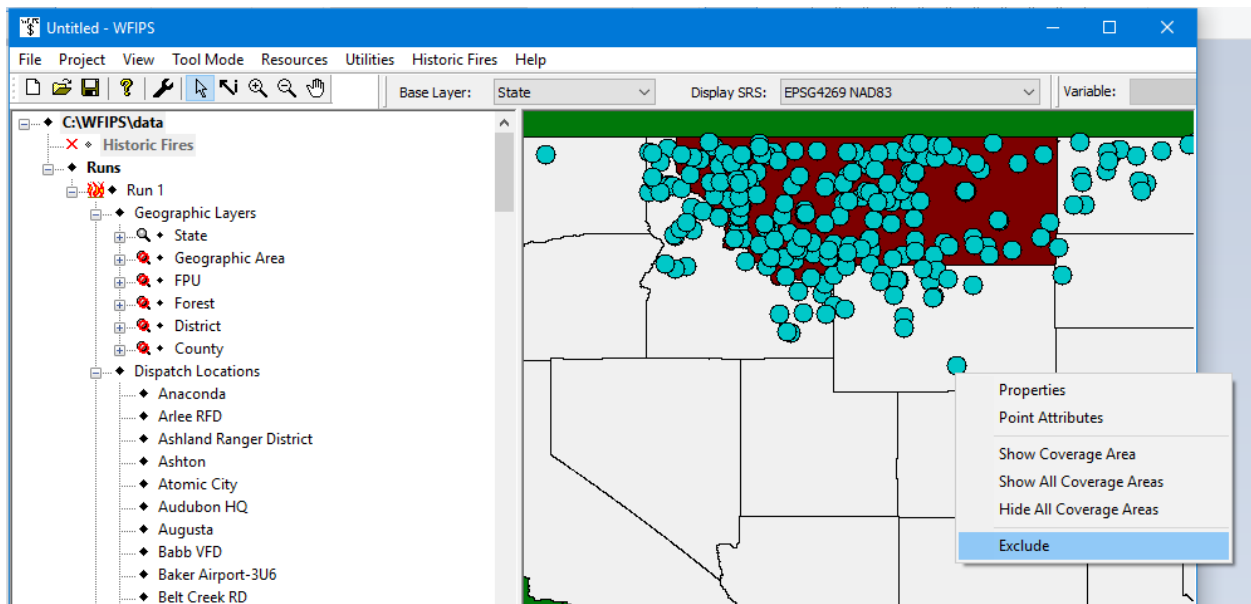 Untitled - WFIPS
File Project View Tool Mode Resources Utilities Historic Fires Help
Base Layer: State Display SRS: EPSG4269 NAD83 Variable:
C:\WFIPS\data
Historic Fires
Runs
Run 1
Geographic Layers
State
Geographic Area
FPU
Forest
District
County
Dispatch Locations
Anaconda
Arlee RFD
Ashland Ranger District
Ashton
Atomic City
Audubon HQ
Augusta
Babb VFD
Baker Airport-3U6
Belt Creek RD
Properties
Point Attributes
Show Coverage Area
Show All Coverage Areas
Hide All Coverage Areas
Exclude